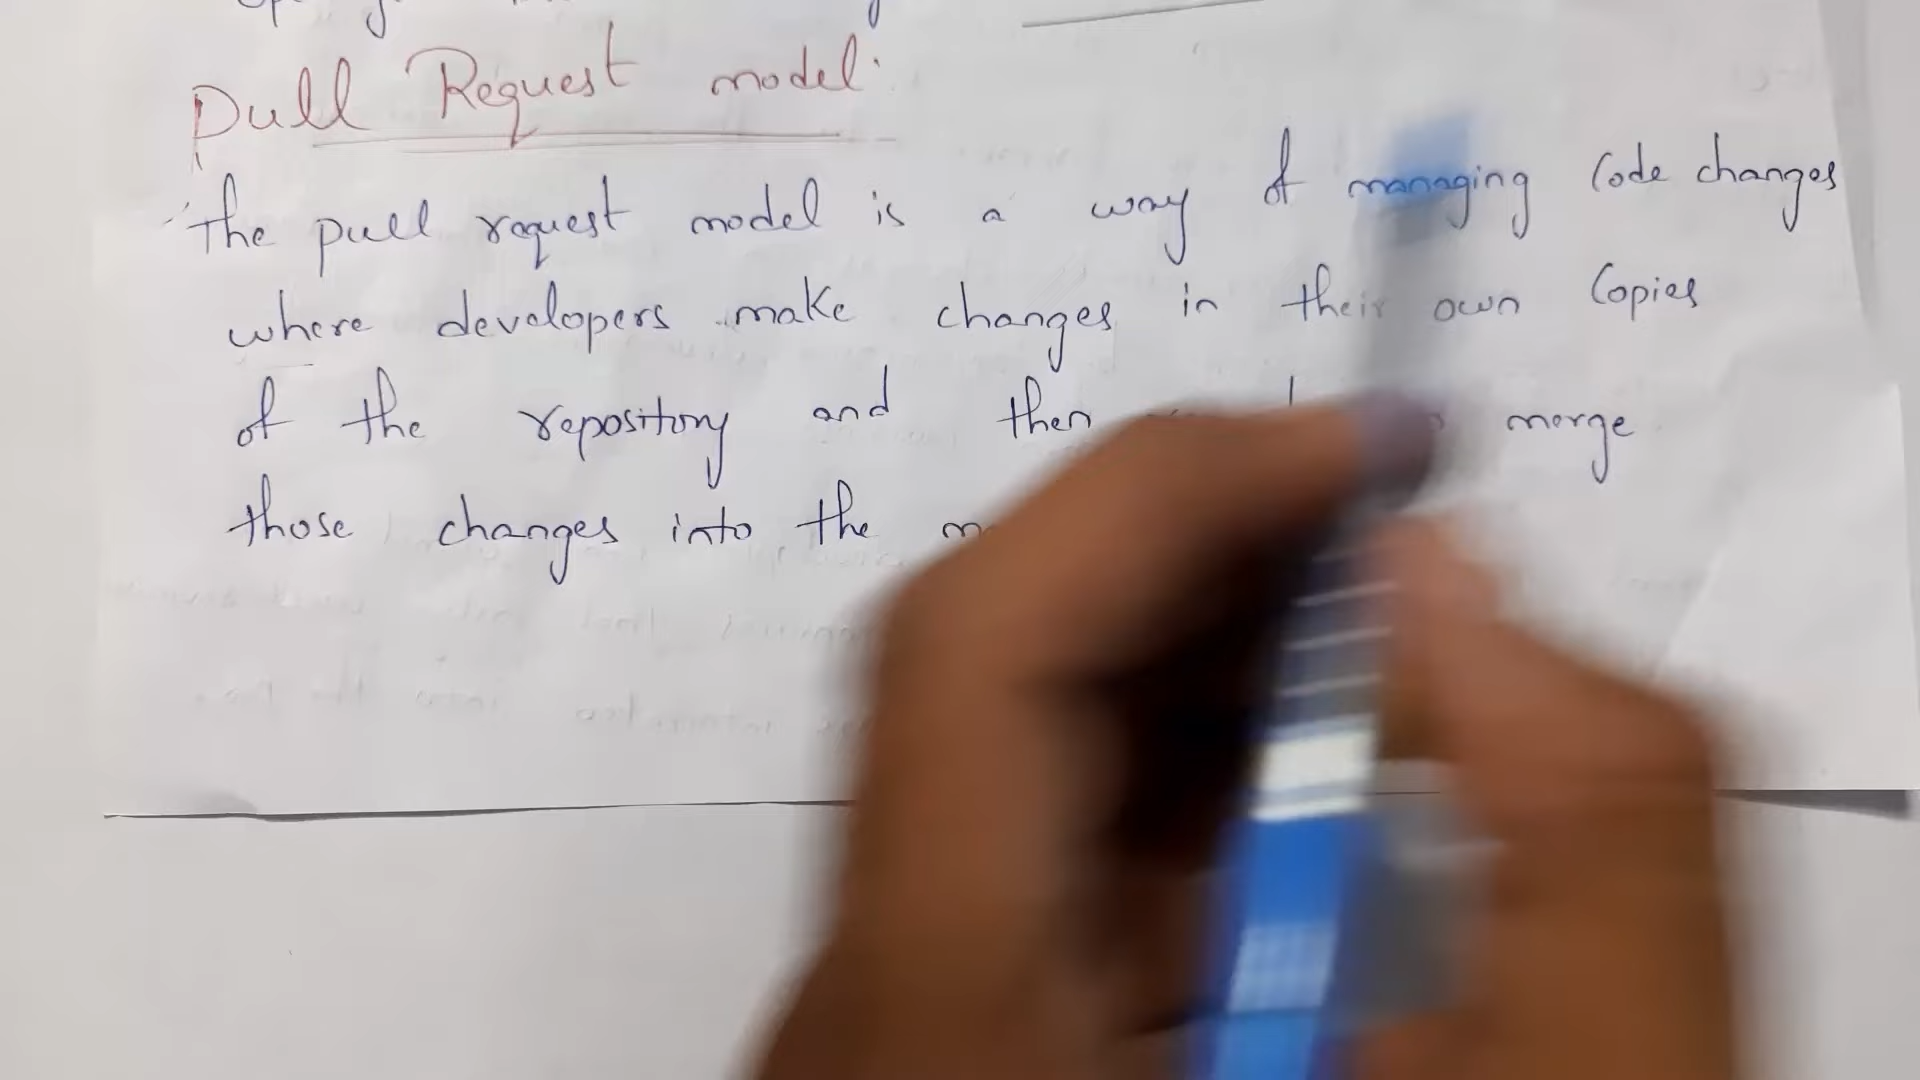 Pull Request model:
The pull request model is a way of managing Code changes
where developers make changes in their own Copies
of the repository and then merge
those changes into the